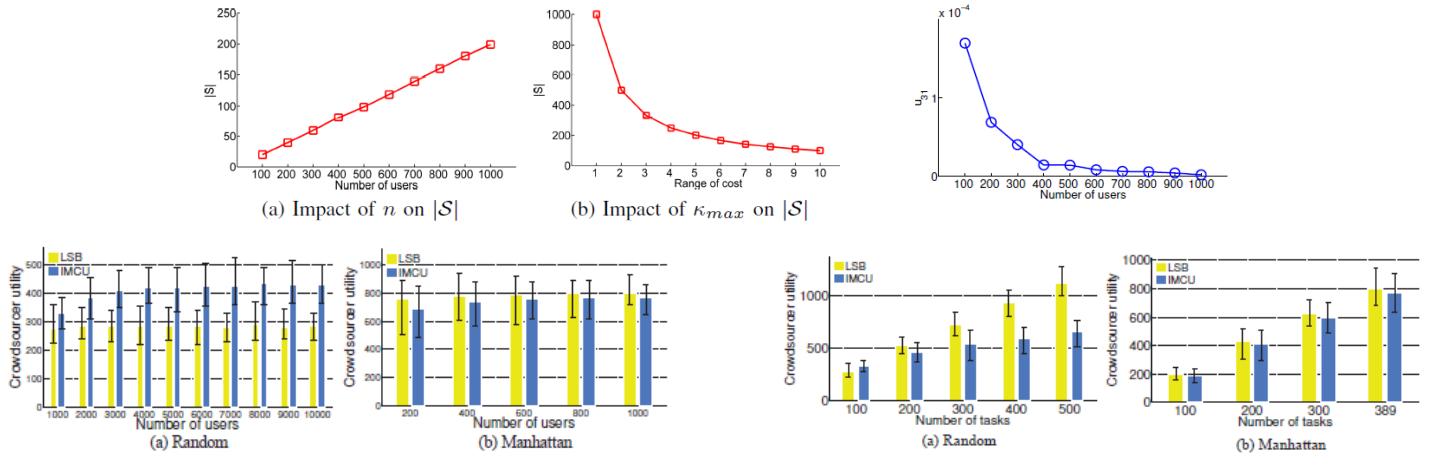 250
200
150
100
50
0
|S|
100 200 300 400 500 600 700 800 900 1000
Number of users
(a) Impact of n on |S|
1000
800
600
400
200
0
|S|
1 2 3 4 5 6 7 8 9 10
Range of cost
(b) Impact of κmax on |S|
x 10⁻⁴
1
0
u31
100 200 300 400 500 600 700 800 900 1000
Number of users
LSB
IMCU
500
400
300
200
100
0
Crowdsourcer utility
1000 2000 3000 4000 5000 6000 7000 8000 9000 10000
Number of users
(a) Random
LSB
IMCU
1000
800
600
400
200
0
Crowdsourcer utility
200 400 600 800 1000
Number of users
(b) Manhattan
LSB
IMCU
1000
500
0
Crowdsourcer utility
100 200 300 400 500
Number of tasks
(a) Random
LSB
IMCU
1000
800
600
400
200
0
Crowdsourcer utility
100 200 300 389
Number of tasks
(b) Manhattan